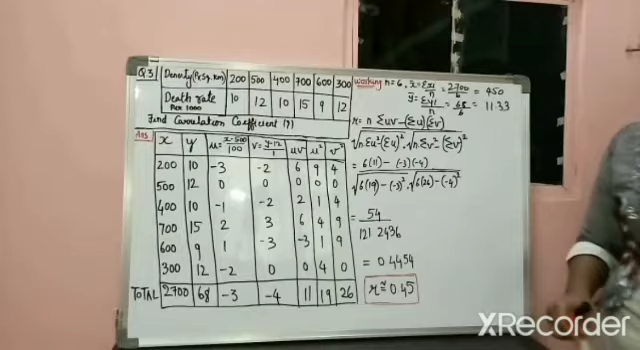 Q3 Density (Per Sq. Km) 200 500 400 700 600 300
Death rate Per 1000 10 12 10 15 9 12
Find Correlation Coefficient (r)
Ans
x y u = x-500/100 v = y-12/1 uv u² v²
200 10 -3 -2 6 9 4
500 12 0 0 0 0 0
400 10 -1 -2 2 1 4
700 15 2 3 6 4 9
600 9 1 -3 -3 1 9
300 12 -2 0 0 4 0
TOTAL 2700 68 -3 -4 11 19 26
working n=6, x̄ = Σxi/n = 2700/6 = 450
ȳ = Σyi/n = 68/6 = 11.33
r = n Σuv - (Σu)(Σv)
√nΣu² - (Σu)² · √nΣv² - (Σv)²
= 6(11) - (-3)(-4)
√6(19) - (-3)² · √6(26) - (-4)²
= 54
121.2436
= 0.4454
r ≅ 0.45
XRecorder